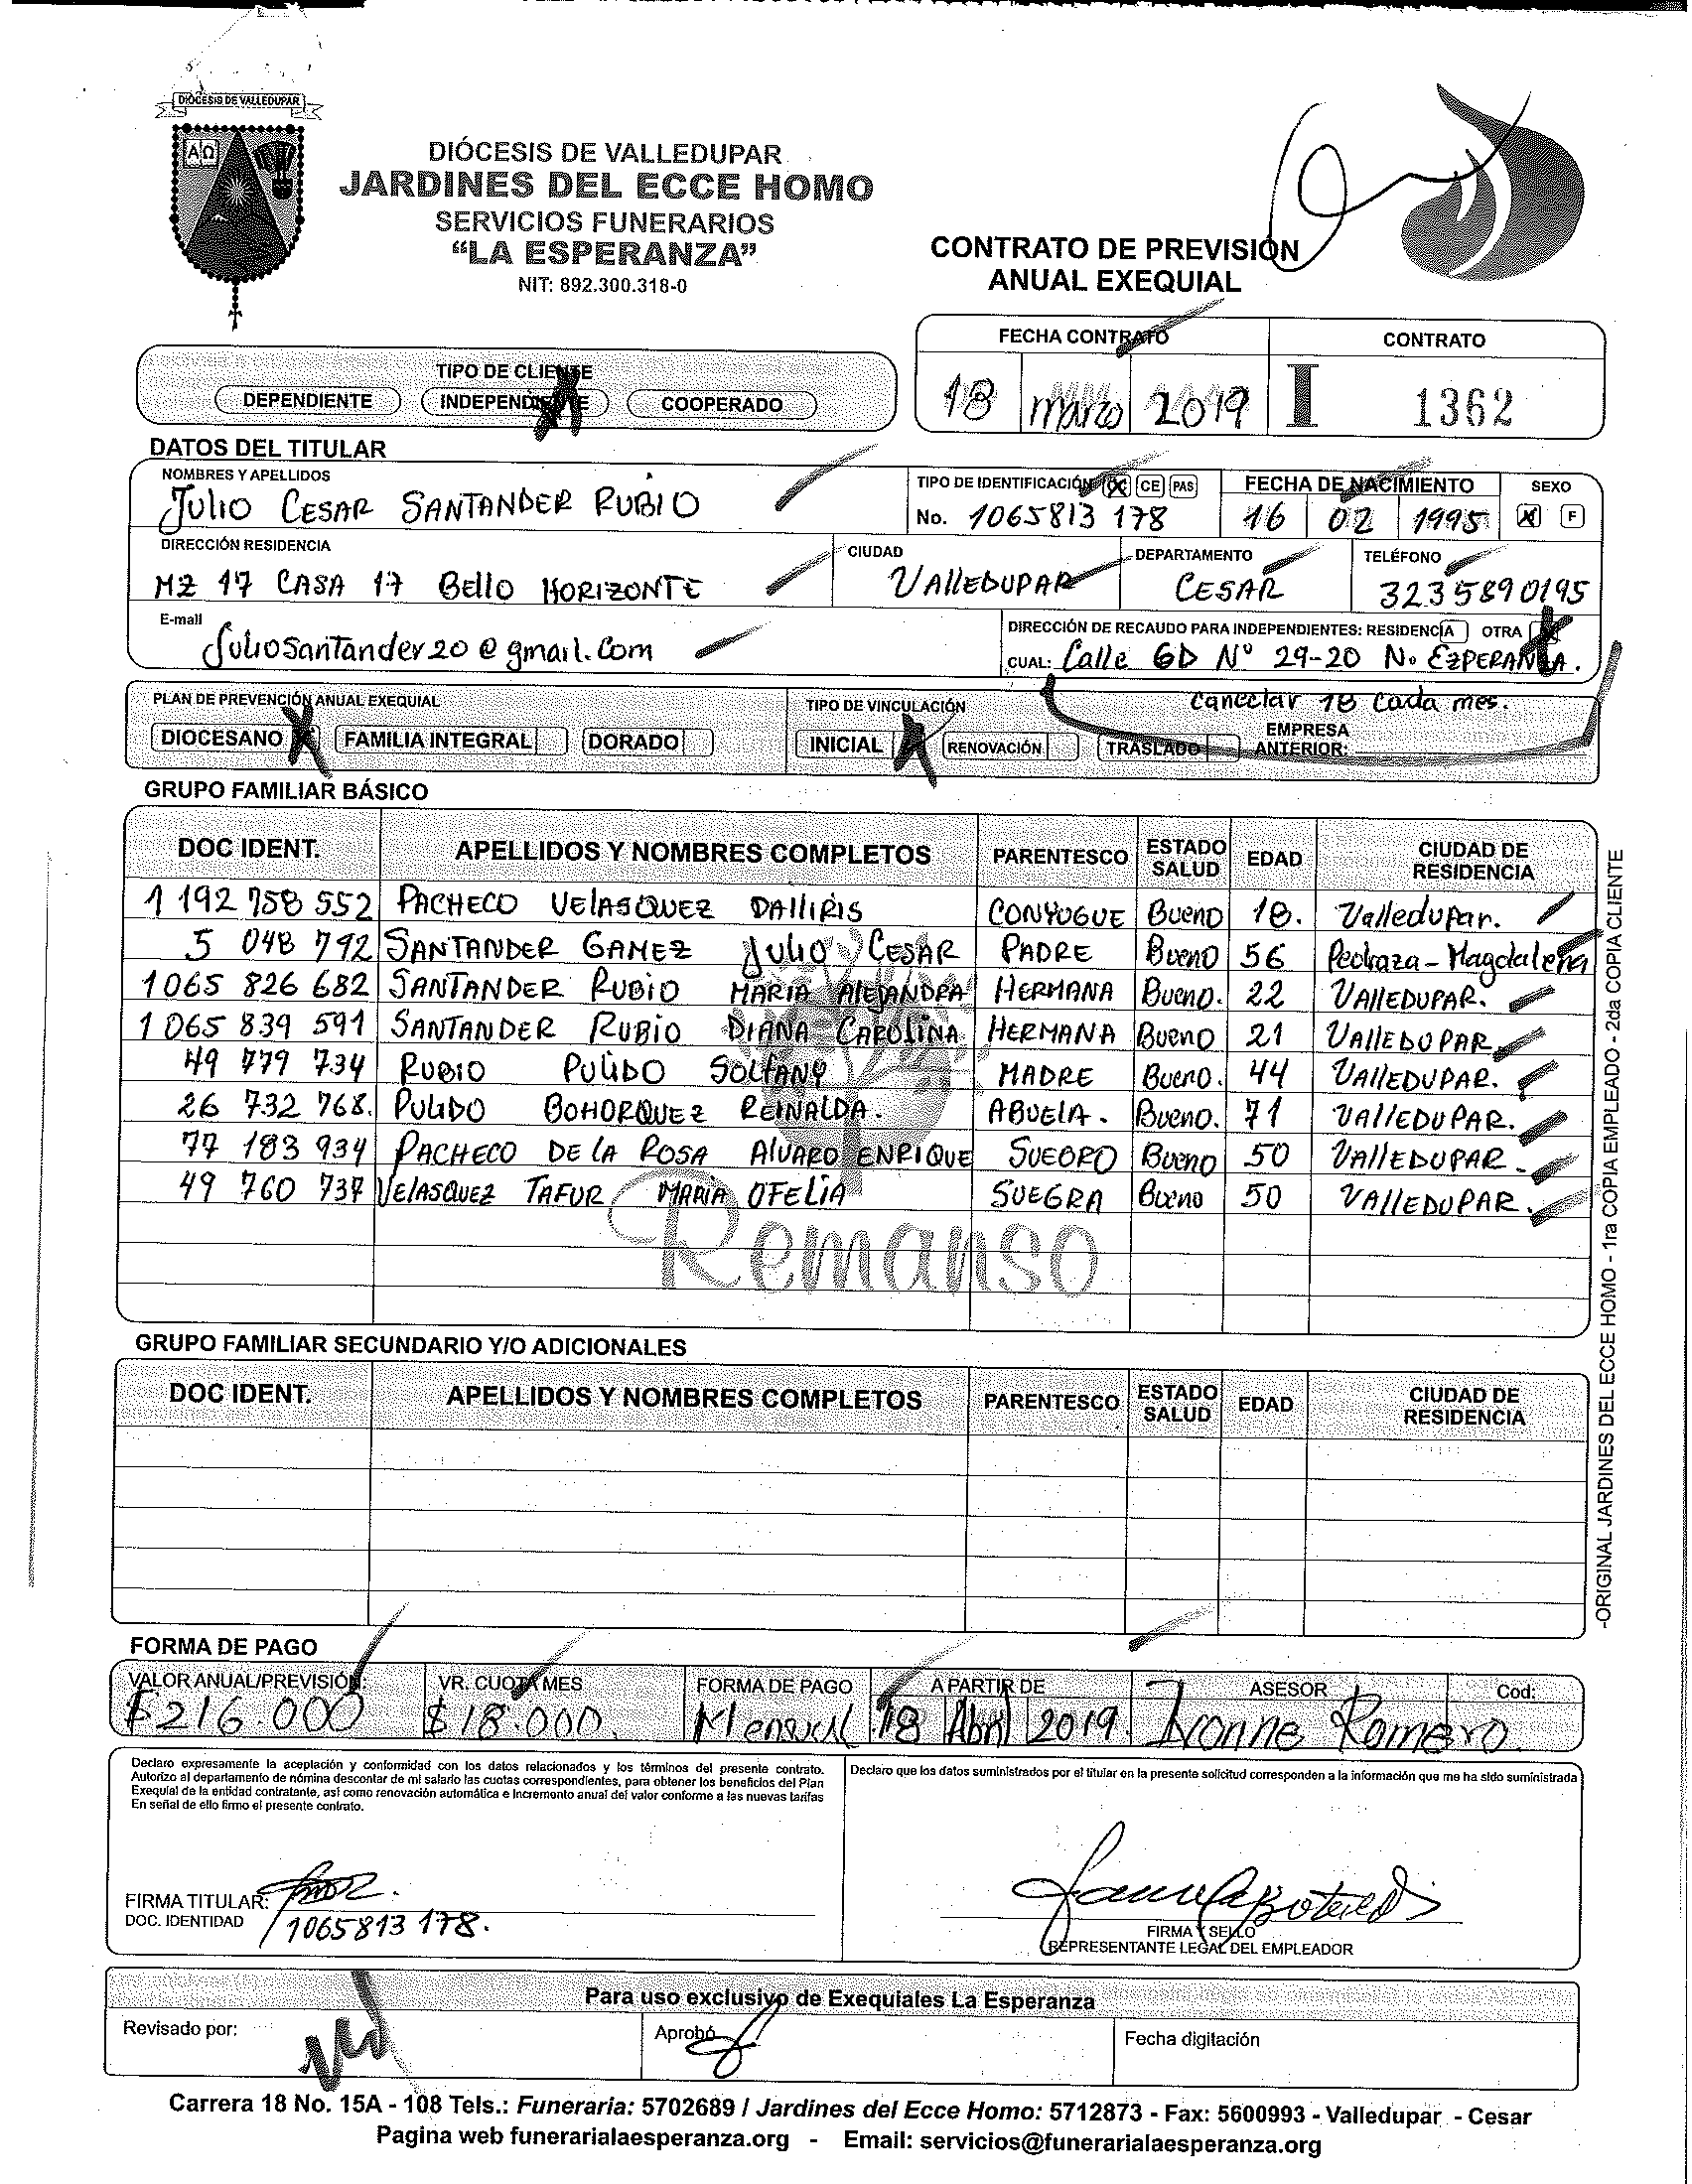 DIÓCESIS DE VALLEDUPAR
AΩ
DIÓCESIS DE VALLEDUPAR
JARDINES DEL ECCE HOMO
SERVICIOS FUNERARIOS
“LA ESPERANZA”
NIT: 892.300.318-0
CONTRATO DE PREVISIÓN
ANUAL EXEQUIAL
FECHA CONTRATO CONTRATO
18 marzo 2019 I 1362
TIPO DE CLIENTE
DEPENDIENTE INDEPENDIENTE X COOPERADO
DATOS DEL TITULAR
NOMBRES Y APELLIDOS
JULIO CESAR SANTANDER RUBIO
TIPO DE IDENTIFICACIÓN CE PAS
No. 1065813 178
FECHA DE NACIMIENTO
16 02 1995
SEXO
X F
DIRECCIÓN RESIDENCIA
MZ 17 CASA 17 Bello HORIZONTE
CIUDAD
VAllEDUPAR
DEPARTAMENTO
CESAR
TELÉFONO
3235890195
E-mail
JulioSantander20@gmail.Com
DIRECCIÓN DE RECAUDO PARA INDEPENDIENTES: RESIDENCIA OTRA X
CUAL: Calle 6D N° 29-20 N. EZPERANZA.
caneclar 18 cada mes.
PLAN DE PREVENCIÓN ANUAL EXEQUIAL
DIOCESANO X FAMILIA INTEGRAL DORADO
TIPO DE VINCULACIÓN
INICIAL X RENOVACIÓN TRASLADO EMPRESA ANTERIOR:
GRUPO FAMILIAR BÁSICO
DOC IDENT. APELLIDOS Y NOMBRES COMPLETOS PARENTESCO ESTADO SALUD EDAD CIUDAD DE RESIDENCIA
1 192 758 552 PACHECO VELASQUEZ DAlliRIS CONYUGUE BUENO 18. Valledupar.
5 048 792 SANTANDER GAMEZ JULIO CESAR PADRE Bueno 56 Pedraza-Magdalena
1065 826 682 SANTANDER RUBIO MARIA ALEJANDRA HERMANA Bueno. 22 VAllEDUPAR.
1 065 839 591 SANTANDER RUBIO DIANA CAROLINA HERMANA Bueno 21 VAllEDUPAR
49 779 734 RUBIO PULIDO SOLFANY MADRE Bueno. 44 VAllEDUPAR.
26 732 768. PULIDO BOHORQUEZ REINALDA. ABUELA. Bueno. 71 VAllEDUPAR.
77 183 934 PACHECO DE LA ROSA AlVARO ENRIQUE SUEGRO Bueno 50 VAllEDUPAR
49 760 737 VELASQUEZ TAFUR MARIA OFELIA SUEGRA Bueno 50 VAllEDUPAR.
Remanso
GRUPO FAMILIAR SECUNDARIO Y/O ADICIONALES
DOC IDENT. APELLIDOS Y NOMBRES COMPLETOS PARENTESCO ESTADO SALUD EDAD CIUDAD DE RESIDENCIA
-ORIGINAL JARDINES DEL ECCE HOMO - 1ra COPIA EMPLEADO - 2da COPIA CLIENTE
FORMA DE PAGO
VALOR ANUAL/PREVISIÓN: VR. CUOTA MES FORMA DE PAGO A PARTIR DE ASESOR Cod:
$216.000 $18.000. Mensual 18 Abril 2019. Ivonne Romero
Declaro expresamente la aceptación y conformidad con los datos relacionados y los términos del presente contrato.
Autorizo al departamento de nómina descontar de mi salario las cuotas correspondientes, para obtener los beneficios del Plan
Exequial de la entidad contratante, así como renovación automática e Incremento anual del valor conforme a las nuevas tarifas
En señal de ello firmo el presente contrato.
Declaro que los datos suministrados por el titular en la presente solicitud corresponden a la información que me ha sido suministrada
FIRMA TITULAR:
DOC. IDENTIDAD 1065813 178.
FIRMA Y SELLO
REPRESENTANTE LEGAL DEL EMPLEADOR
Para uso exclusivo de Exequiales La Esperanza
Revisado por: Aprobó Fecha digitación
Carrera 18 No. 15A - 108 Tels.: Funeraria: 5702689 / Jardines del Ecce Homo: 5712873 - Fax: 5600993 - Valledupar - Cesar
Pagina web funerarialaesperanza.org - Email: servicios@funerarialaesperanza.org